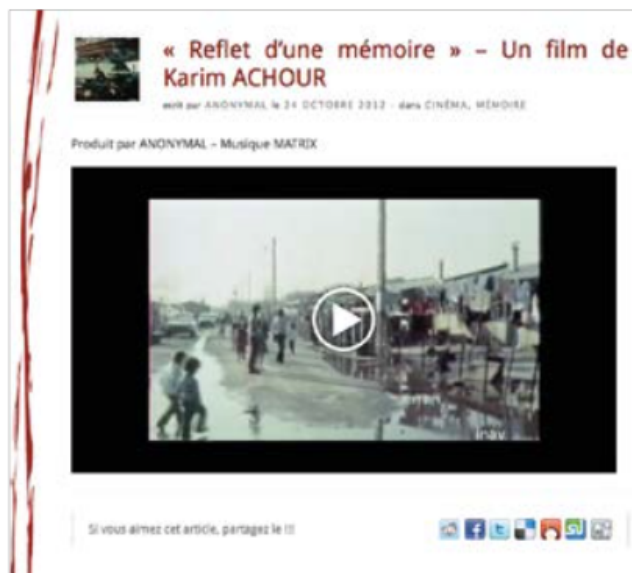 « Reflet d'une mémoire » – Un film de
Karim ACHOUR
écrit par ANONYMAL le 24 OCTOBRE 2012 - dans CINÉMA, MÉMOIRE
Produit par ANONYMAL – Musique MATRIX
Si vous aimez cet article, partagez le !!!